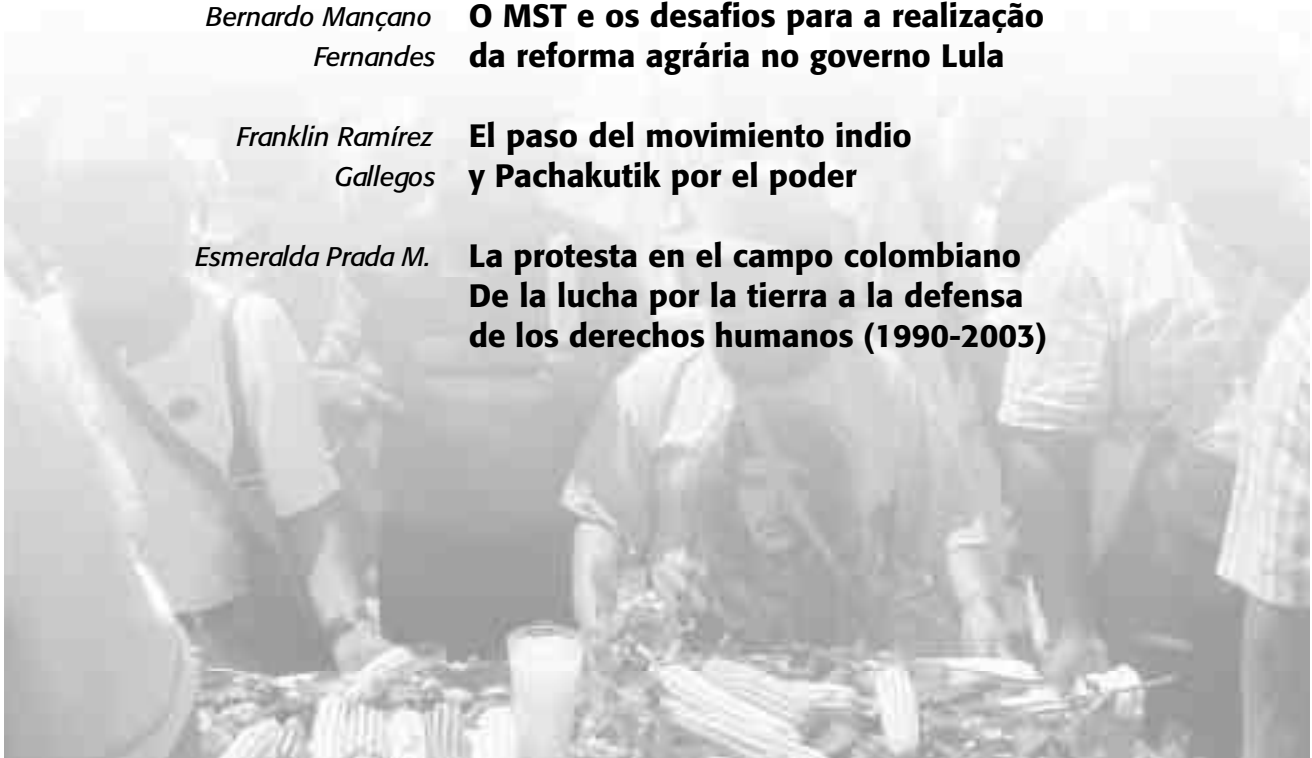 Bernardo Mançano O MST e os desafios para a realização
Fernandes da reforma agrária no governo Lula
Franklin Ramírez El paso del movimiento indio
Gallegos y Pachakutik por el poder
Esmeralda Prada M. La protesta en el campo colombiano
De la lucha por la tierra a la defensa
de los derechos humanos (1990-2003)